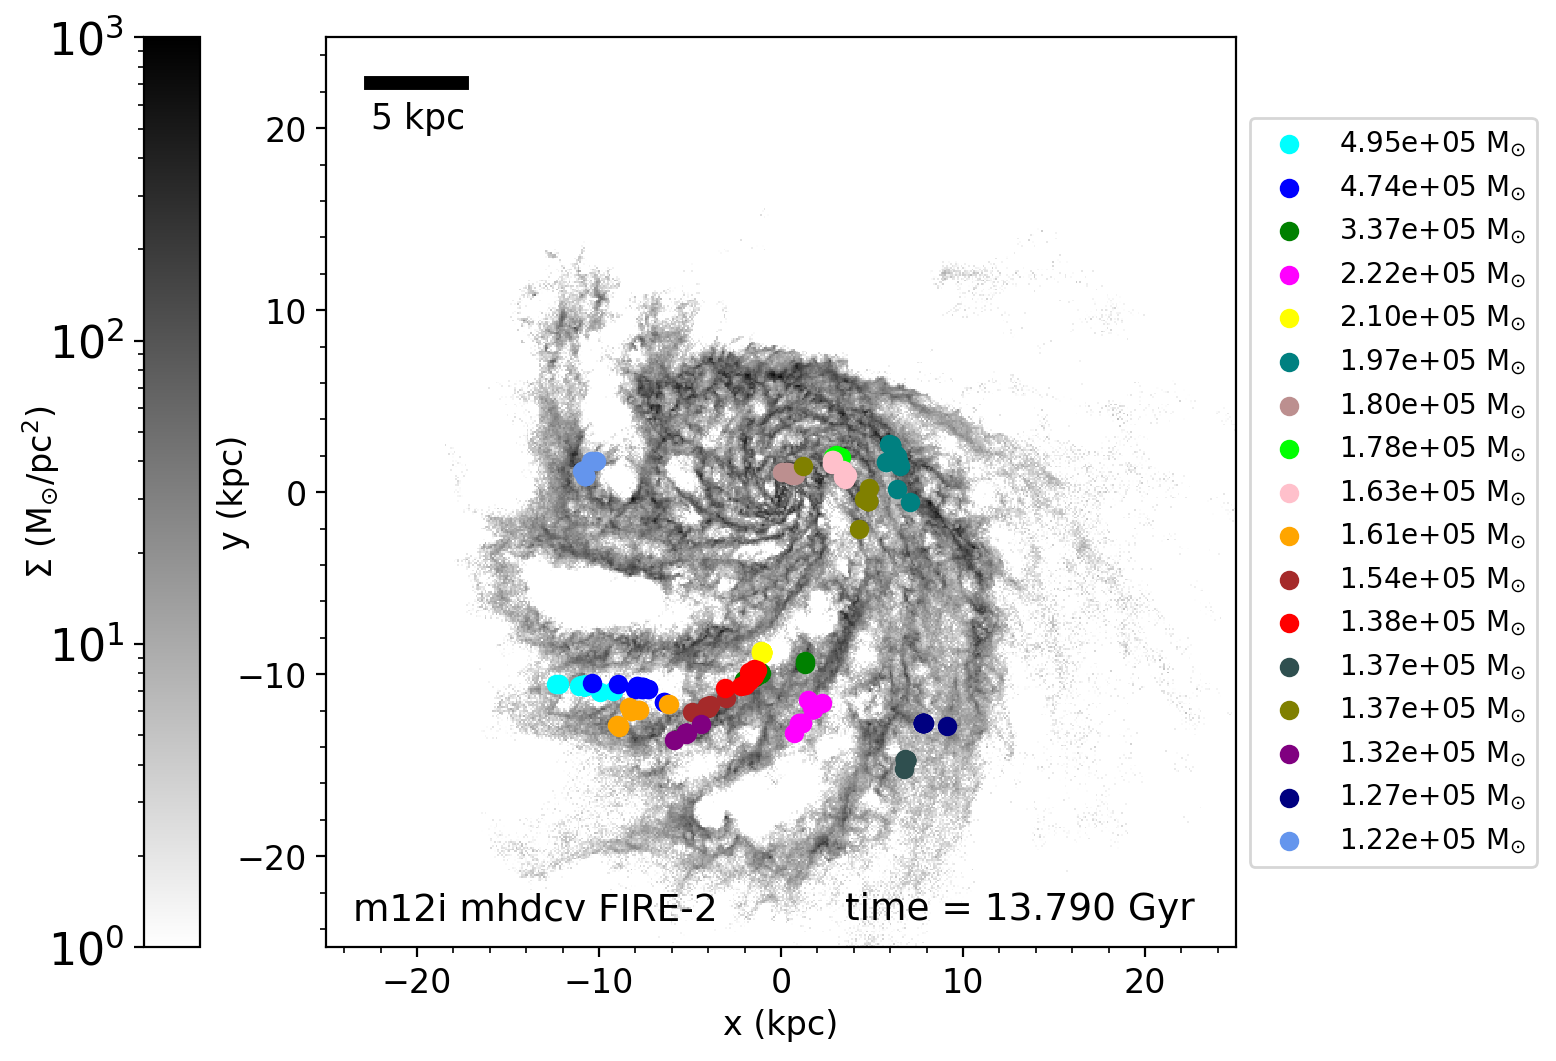 10³
10²
10¹
10⁰
Σ (M⊙/pc²)
20
10
0
−10
−20
y (kpc)
5 kpc
m12i mhdcv FIRE-2
time = 13.790 Gyr
−20
−10
0
10
20
x (kpc)
4.95e+05 M⊙
4.74e+05 M⊙
3.37e+05 M⊙
2.22e+05 M⊙
2.10e+05 M⊙
1.97e+05 M⊙
1.80e+05 M⊙
1.78e+05 M⊙
1.63e+05 M⊙
1.61e+05 M⊙
1.54e+05 M⊙
1.38e+05 M⊙
1.37e+05 M⊙
1.37e+05 M⊙
1.32e+05 M⊙
1.27e+05 M⊙
1.22e+05 M⊙